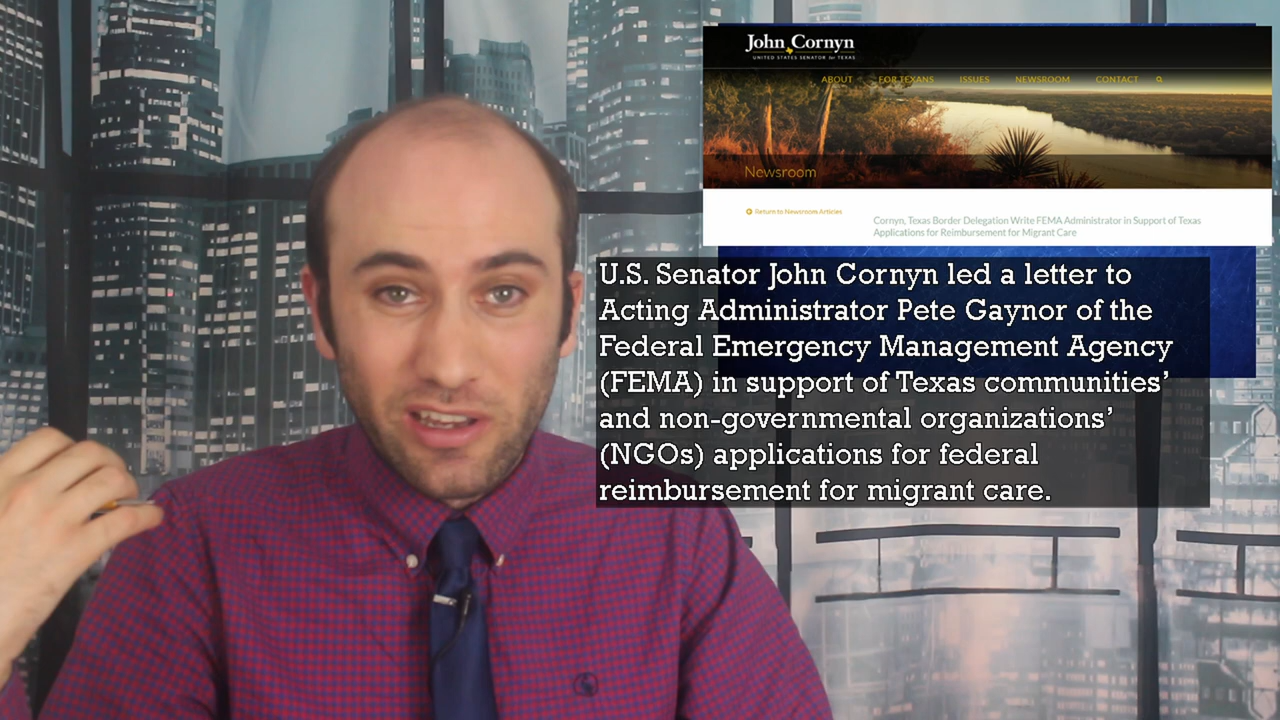 John Cornyn
UNITED STATES SENATOR for TEXAS
ABOUT FOR TEXANS ISSUES NEWSROOM CONTACT
Newsroom
Return to Newsroom Articles
Cornyn, Texas Border Delegation Write FEMA Administrator in Support of Texas
Applications for Reimbursement for Migrant Care
U.S. Senator John Cornyn led a letter to
Acting Administrator Pete Gaynor of the
Federal Emergency Management Agency
(FEMA) in support of Texas communities’
and non-governmental organizations’
(NGOs) applications for federal
reimbursement for migrant care.